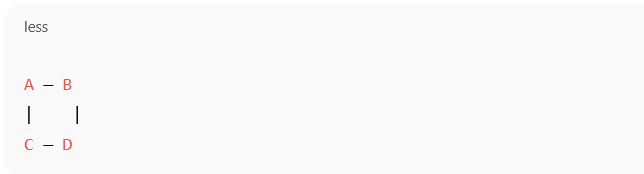 less
A — B
|    |
C — D